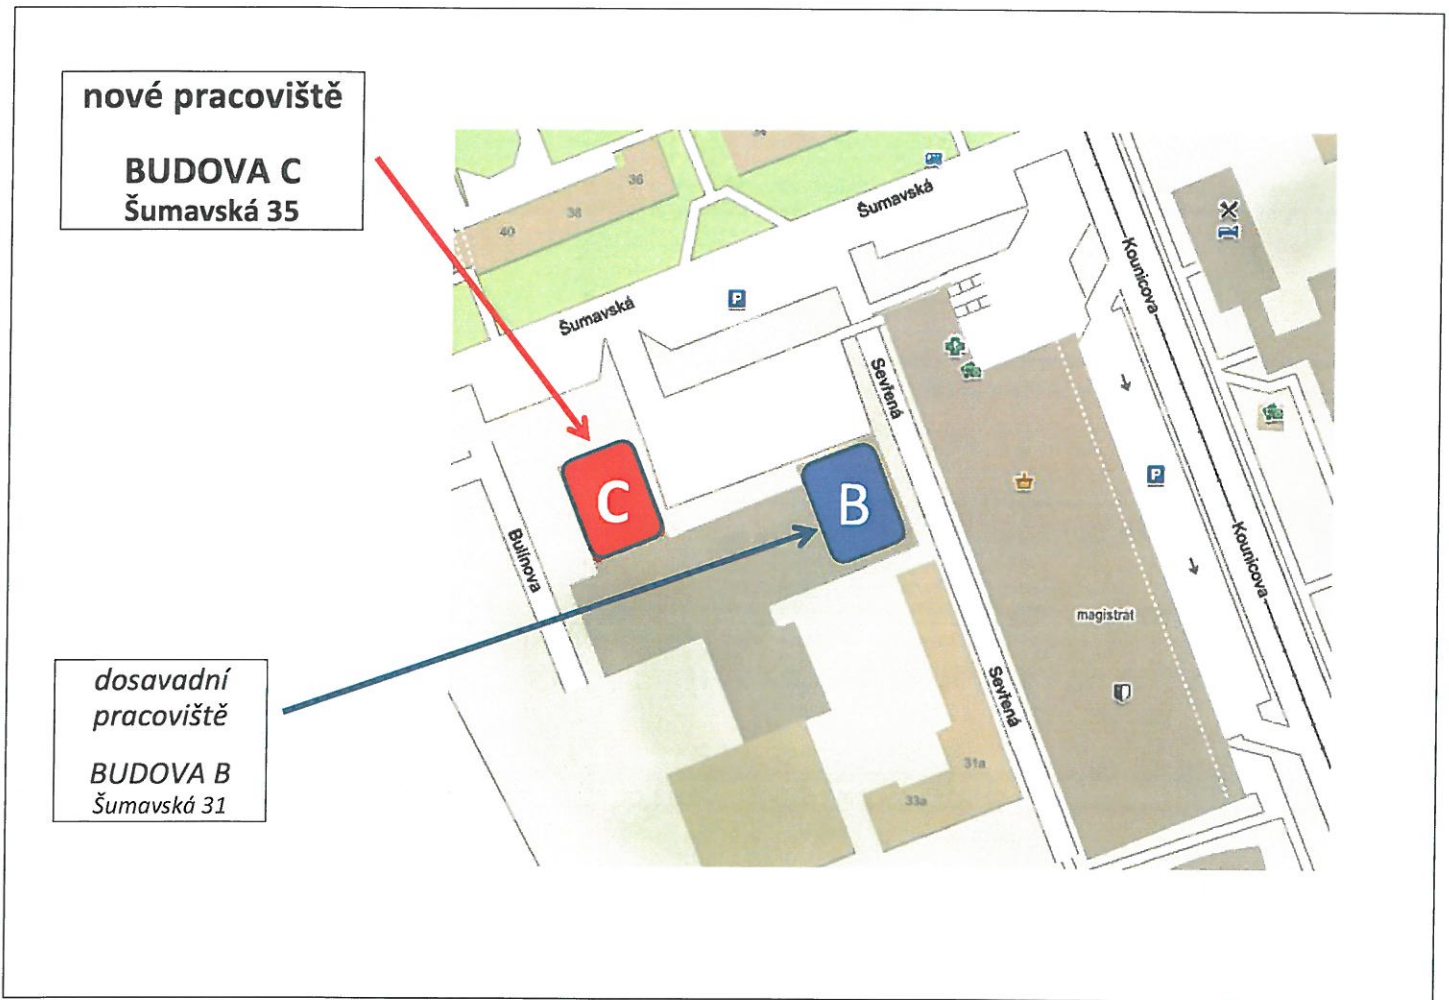 nové pracoviště
BUDOVA C
Šumavská 35
36
38
40
Šumavská
Šumavská
P
Kounicova
Sevřená
C
B
P
Bulínova
Kounicova
magistrát
Sevřená
31a
33a
dosavadní
pracoviště
BUDOVA B
Šumavská 31